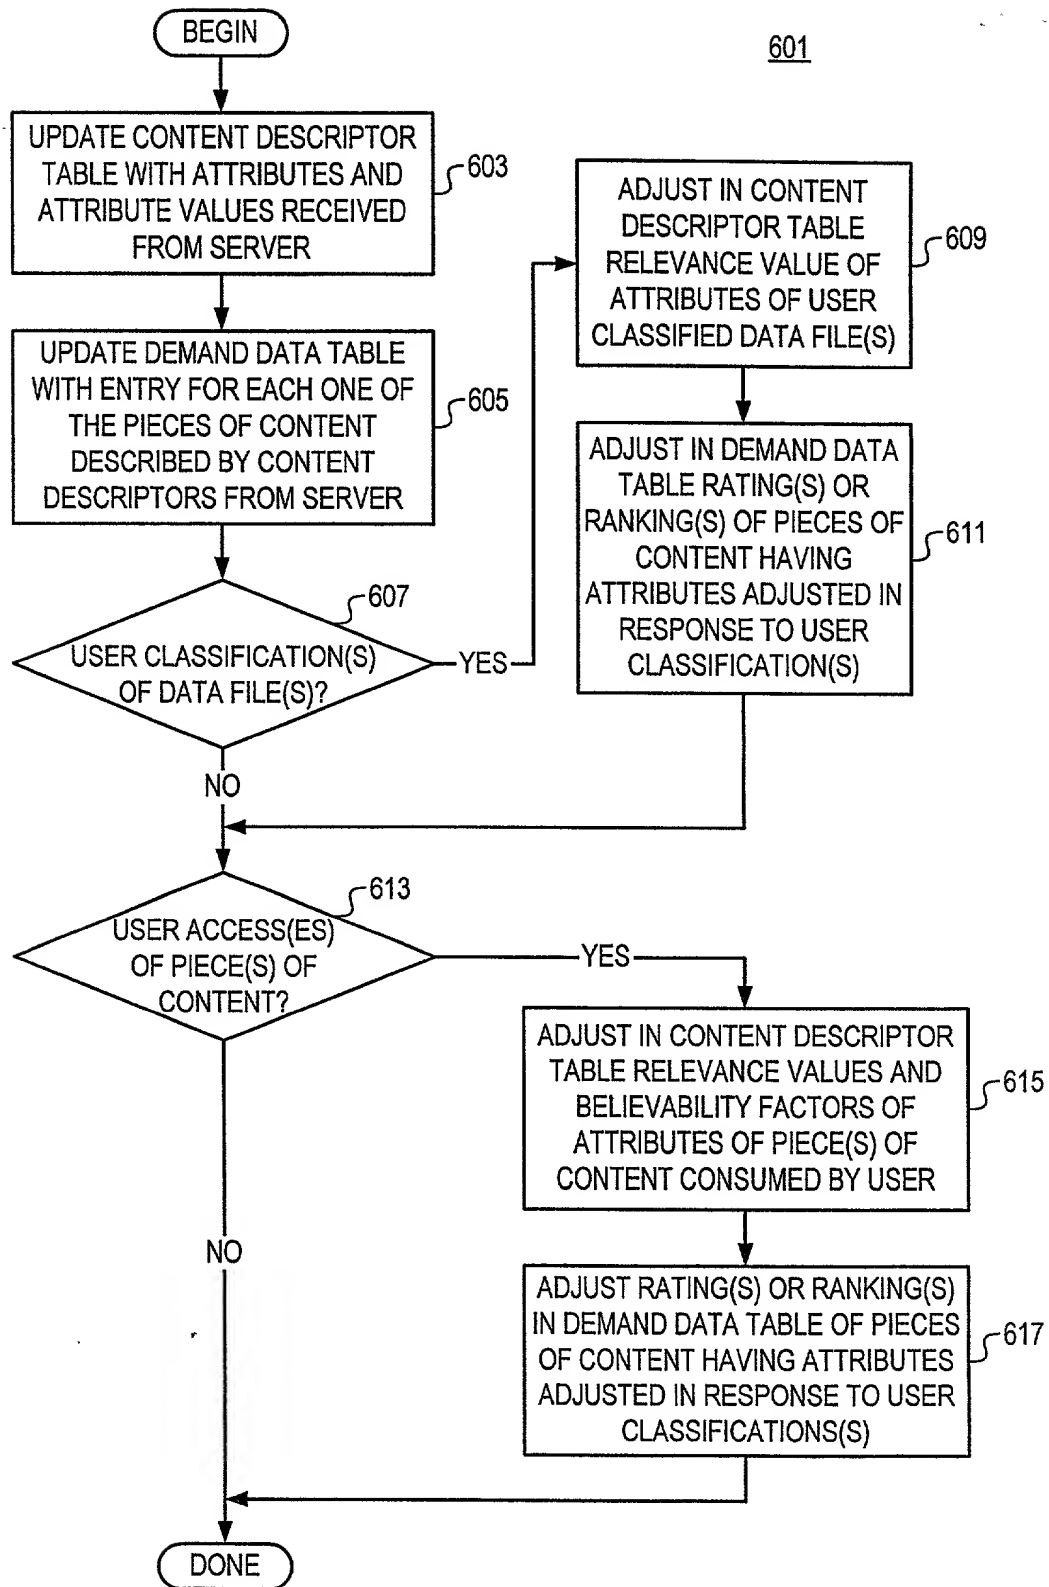 BEGIN
601
UPDATE CONTENT DESCRIPTOR
TABLE WITH ATTRIBUTES AND
ATTRIBUTE VALUES RECEIVED
FROM SERVER
603
UPDATE DEMAND DATA TABLE
WITH ENTRY FOR EACH ONE OF
THE PIECES OF CONTENT
DESCRIBED BY CONTENT
DESCRIPTORS FROM SERVER
605
607
USER CLASSIFICATION(S)
OF DATA FILE(S)?
YES
NO
ADJUST IN CONTENT
DESCRIPTOR TABLE
RELEVANCE VALUE OF
ATTRIBUTES OF USER
CLASSIFIED DATA FILE(S)
609
ADJUST IN DEMAND DATA
TABLE RATING(S) OR
RANKING(S) OF PIECES OF
CONTENT HAVING
ATTRIBUTES ADJUSTED IN
RESPONSE TO USER
CLASSIFICATION(S)
611
613
USER ACCESS(ES)
OF PIECE(S) OF
CONTENT?
YES
NO
ADJUST IN CONTENT DESCRIPTOR
TABLE RELEVANCE VALUES AND
BELIEVABILITY FACTORS OF
ATTRIBUTES OF PIECE(S) OF
CONTENT CONSUMED BY USER
615
ADJUST RATING(S) OR RANKING(S)
IN DEMAND DATA TABLE OF PIECES
OF CONTENT HAVING ATTRIBUTES
ADJUSTED IN RESPONSE TO USER
CLASSIFICATIONS(S)
617
DONE